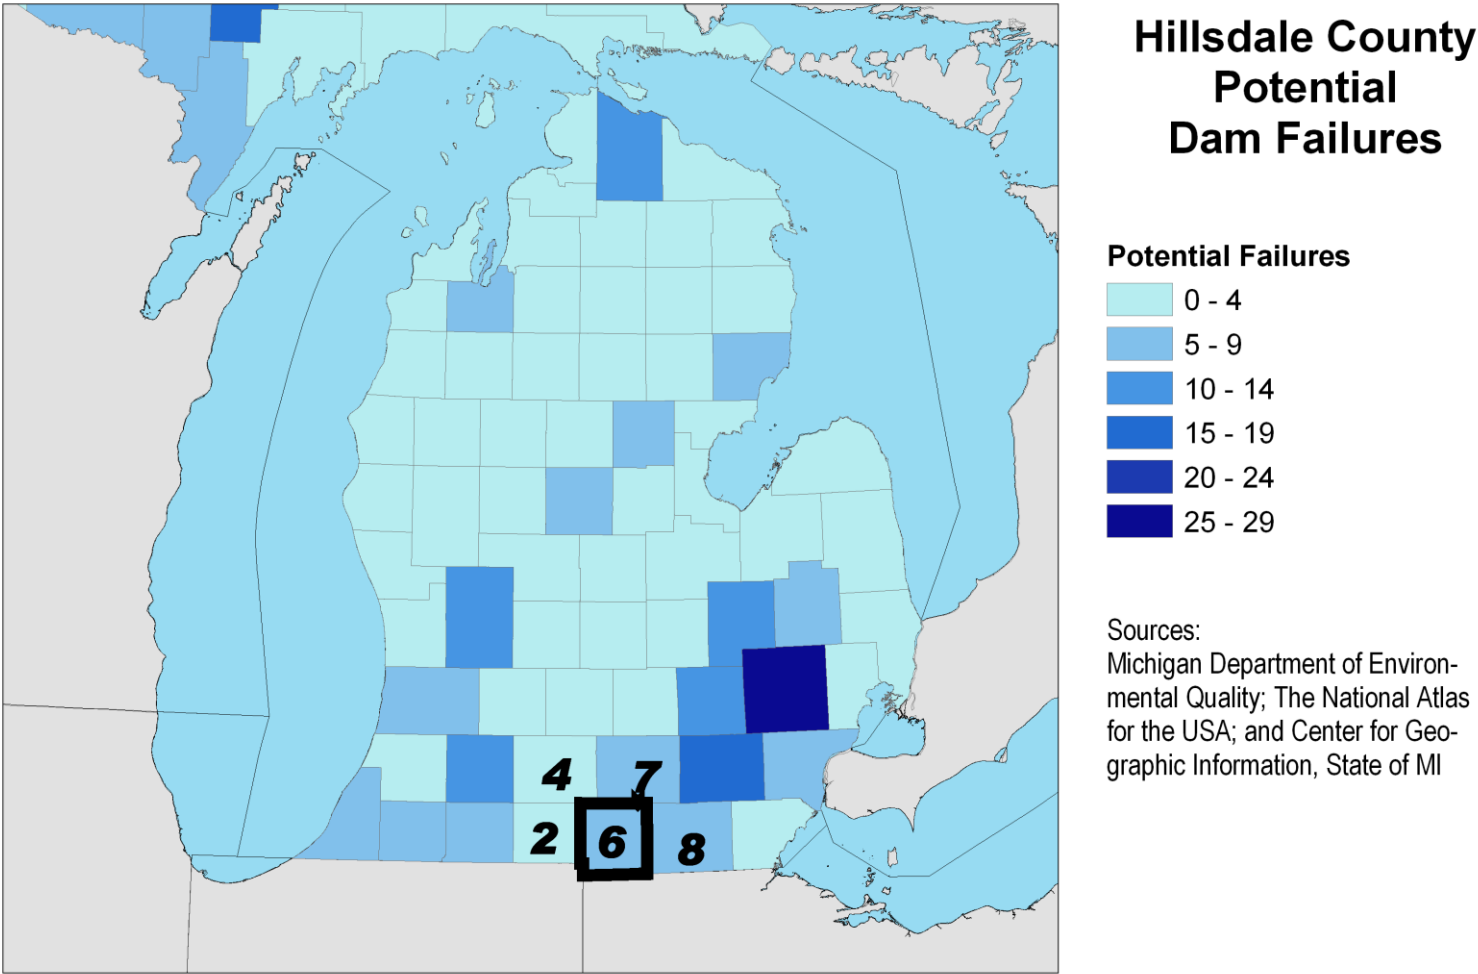 Hillsdale County
Potential
Dam Failures
Potential Failures
0 - 4
5 - 9
10 - 14
15 - 19
20 - 24
25 - 29
Sources:
Michigan Department of Environ-
mental Quality; The National Atlas
for the USA; and Center for Geo-
graphic Information, State of MI
4
7
2
6
8